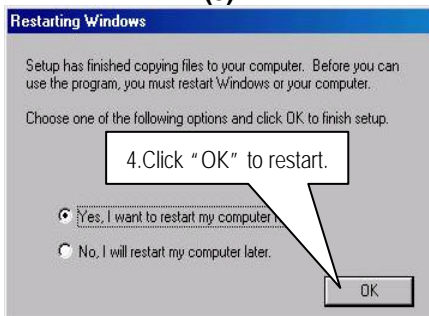 Restarting Windows
Setup has finished copying files to your computer. Before you can
use the program, you must restart Windows or your computer.
Choose one of the following options and click OK to finish setup.
4.Click "OK" to restart.
Yes, I want to restart my computer
No, I will restart my computer later.
OK